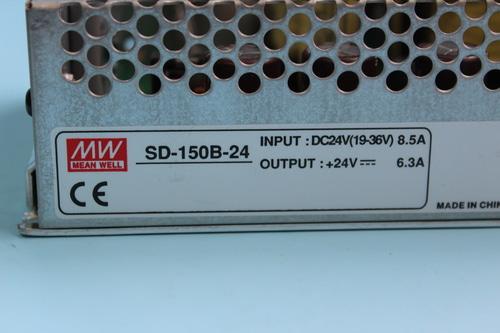 MW
MEAN WELL
SD-150B-24
INPUT : DC24V(19-36V) 8.5A
OUTPUT : +24V⎓ 6.3A
CE
MADE IN